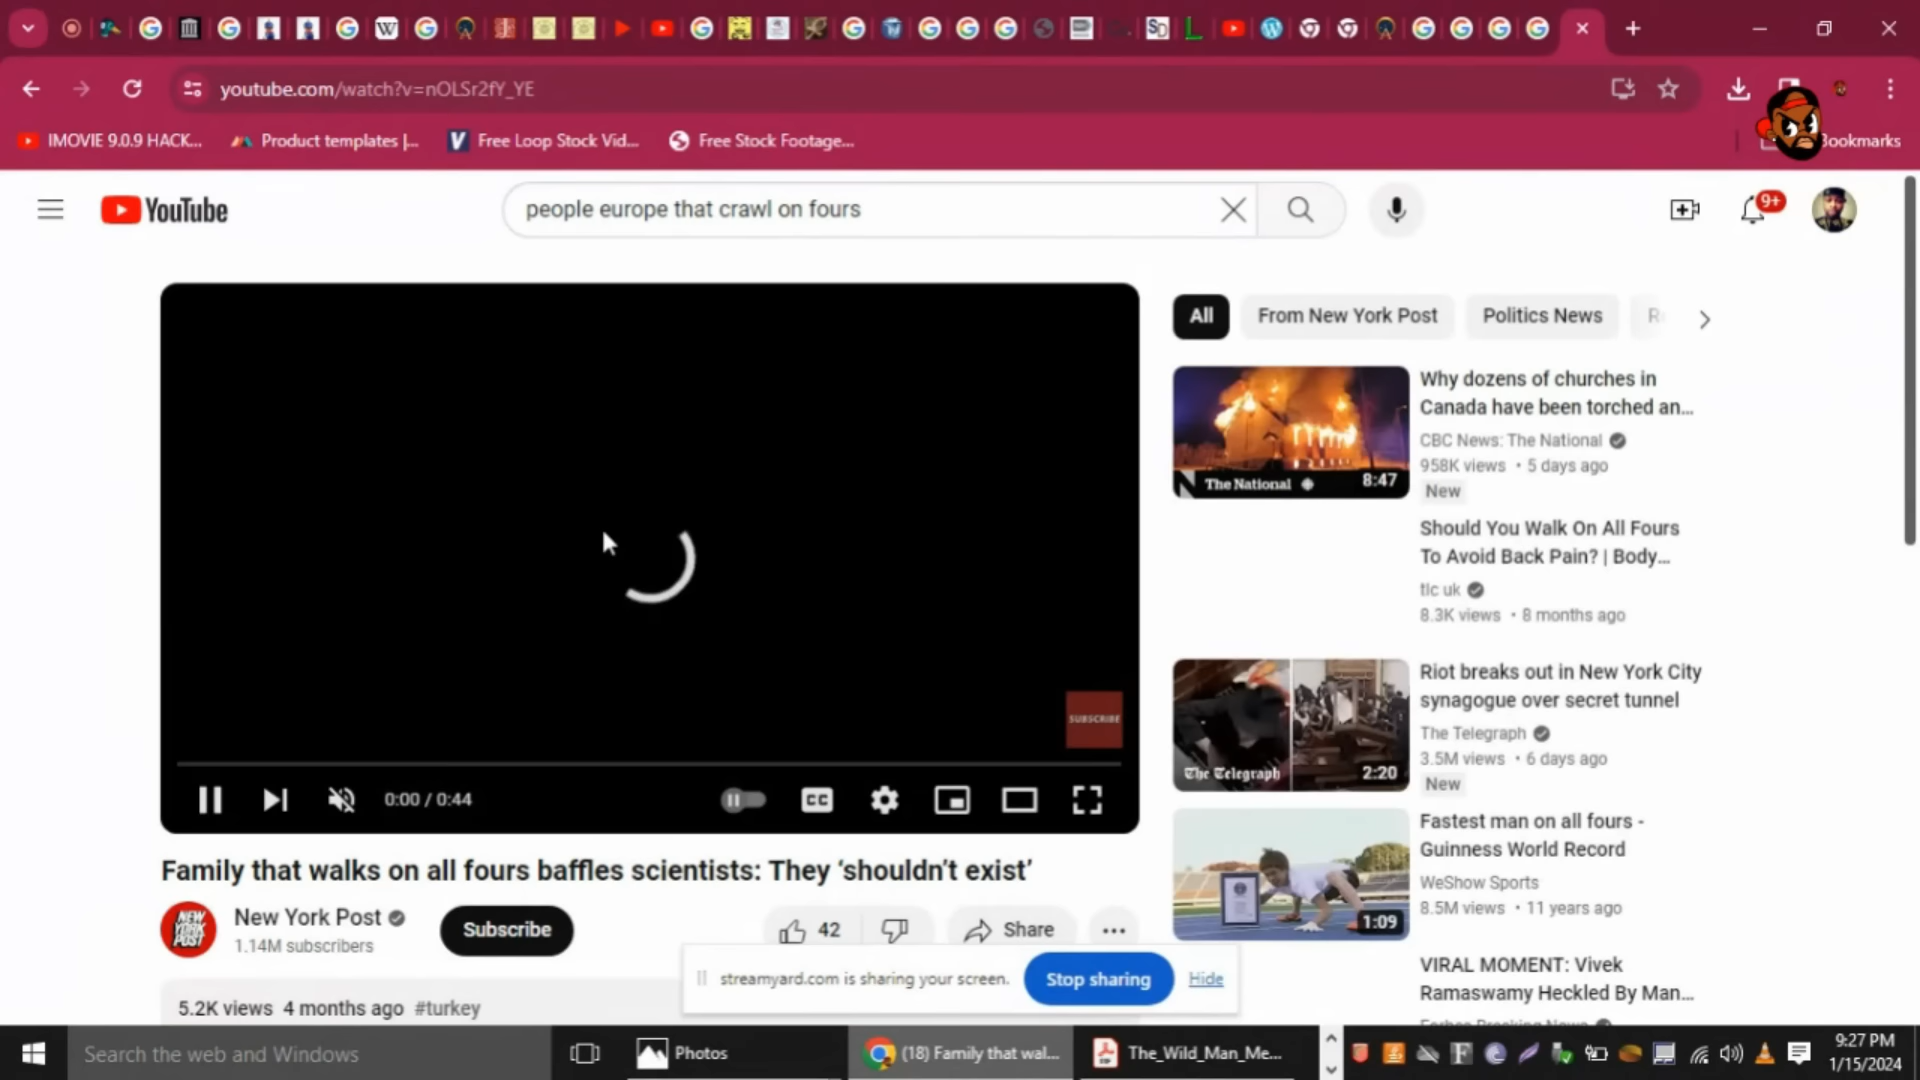 youtube.com/watch?v=nOLSr2fY_YE
IMOVIE 9.0.9 HACK...
Product templates |...
Free Loop Stock Vid...
Free Stock Footage...
Bookmarks
YouTube
people europe that crawl on fours
9+
All
From New York Post
Politics News
SUBSCRIBE
0:00 / 0:44
CC
Family that walks on all fours baffles scientists: They ‘shouldn’t exist’
NEW YORK POST
New York Post
1.14M subscribers
Subscribe
42
Share
5.2K views 4 months ago #turkey
The National
8:47
Why dozens of churches in
Canada have been torched an...
CBC News: The National
958K views • 5 days ago
New
Should You Walk On All Fours
To Avoid Back Pain? | Body...
tlc uk
8.3K views • 8 months ago
The Telegraph
2:20
Riot breaks out in New York City
synagogue over secret tunnel
The Telegraph
3.5M views • 6 days ago
New
1:09
Fastest man on all fours -
Guinness World Record
WeShow Sports
8.5M views • 11 years ago
VIRAL MOMENT: Vivek
Ramaswamy Heckled By Man...
streamyard.com is sharing your screen.
Stop sharing
Hide
Search the web and Windows
Photos
(18) Family that wal...
The_Wild_Man_Me...
9:27 PM
1/15/2024